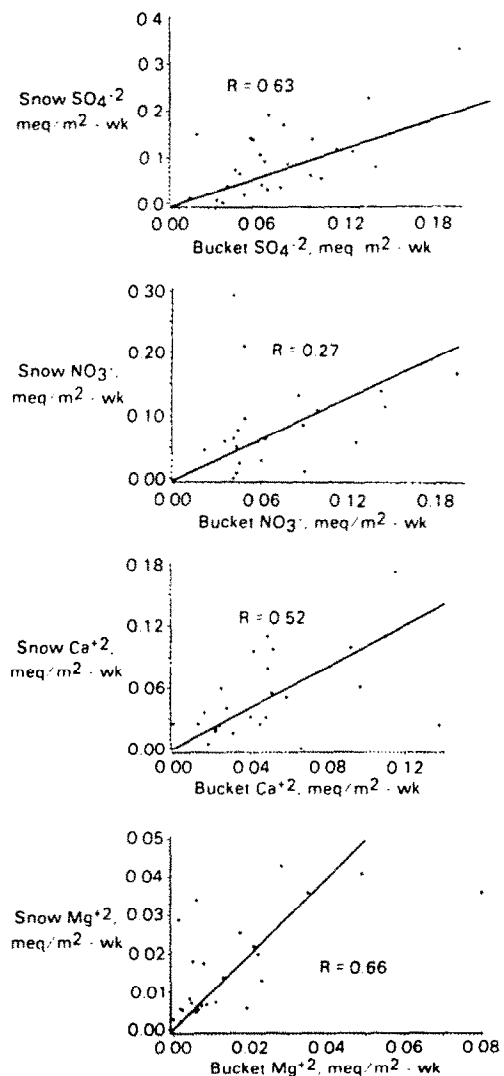 0 4
0 3
R = 0 63
Snow SO4-2
meq/m2 · wk
0 2
0 1
0 0
0 00 0 06 0 12 0 18
Bucket SO4-2, meq m2 · wk
0 30
0 20
R = 0.27
Snow NO3-,
meq/m2 · wk
0 10
0 00
0 00 0 06 0 12 0 18
Bucket NO3-, meq/m2 · wk
0 18
0 12
R = 0.52
Snow Ca+2,
meq/m2 · wk
0 06
0 00
0 00 0 04 0 08 0 12
Bucket Ca+2, meq/m2 · wk
0 05
0 04
0 03
Snow Mg+2,
meq/m2 · wk
0 02
R = 0.66
0 01
0 00
0 00 0 02 0 04 0 06 0 08
Bucket Mg+2, meq/m2 · wk